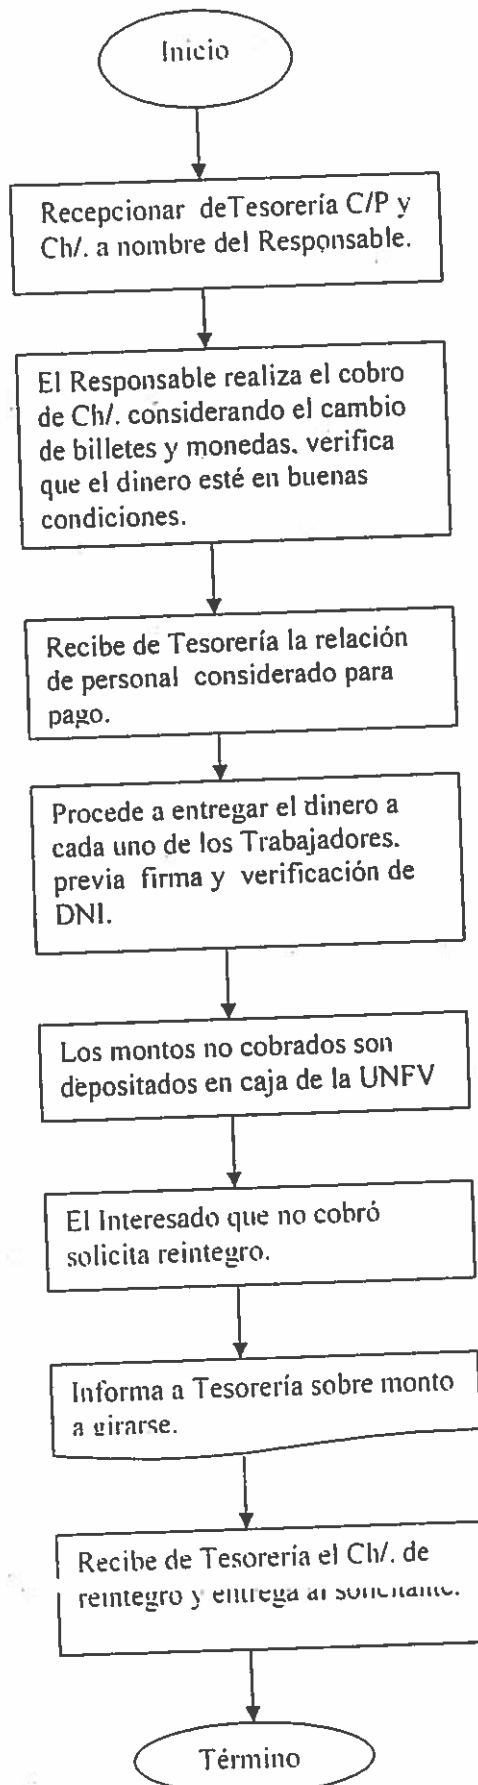 Inicio
Recepcionar deTesorería C/P y
Ch/. a nombre del Responsable.
El Responsable realiza el cobro
de Ch/. considerando el cambio
de billetes y monedas. verifica
que el dinero esté en buenas
condiciones.
Recibe de Tesorería la relación
de personal considerado para
pago.
Procede a entregar el dinero a
cada uno de los Trabajadores.
previa firma y verificación de
DNI.
Los montos no cobrados son
depositados en caja de la UNFV
El Interesado que no cobró
solicita reintegro.
Informa a Tesorería sobre monto
a girarse.
Recibe de Tesorería el Ch/. de
reintegro y entrega al solicitante.
Término